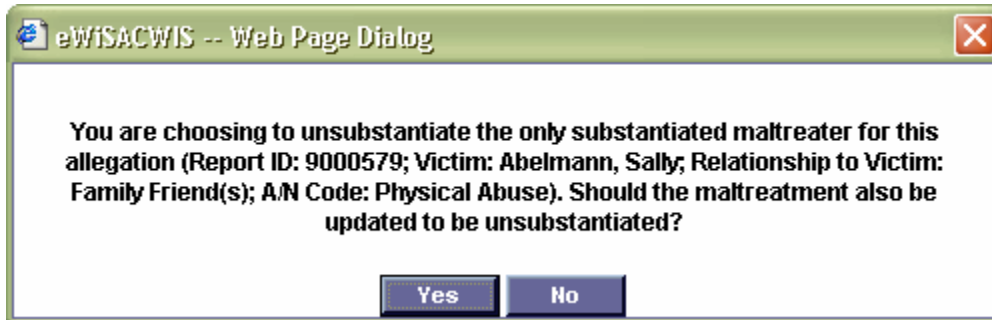 eWiSACWIS -- Web Page Dialog
You are choosing to unsubstantiate the only substantiated maltreater for this
allegation (Report ID: 9000579; Victim: Abelmann, Sally; Relationship to Victim:
Family Friend(s); A/N Code: Physical Abuse). Should the maltreatment also be
updated to be unsubstantiated?
Yes No